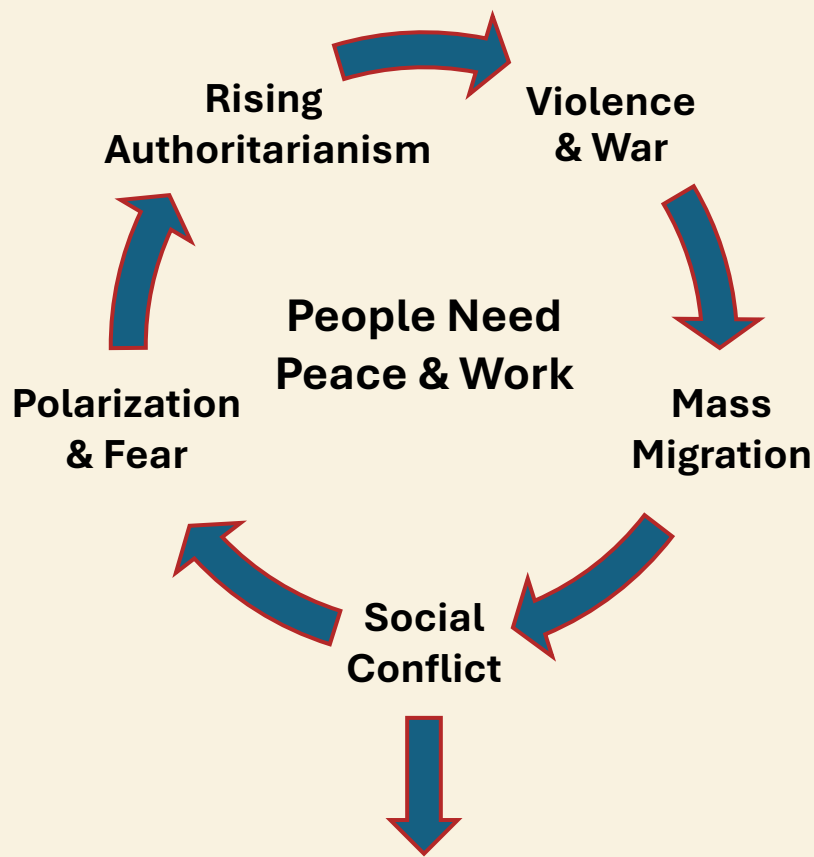 Rising
Authoritarianism
Violence
& War
People Need
Peace & Work
Polarization
& Fear
Mass
Migration
Social
Conflict